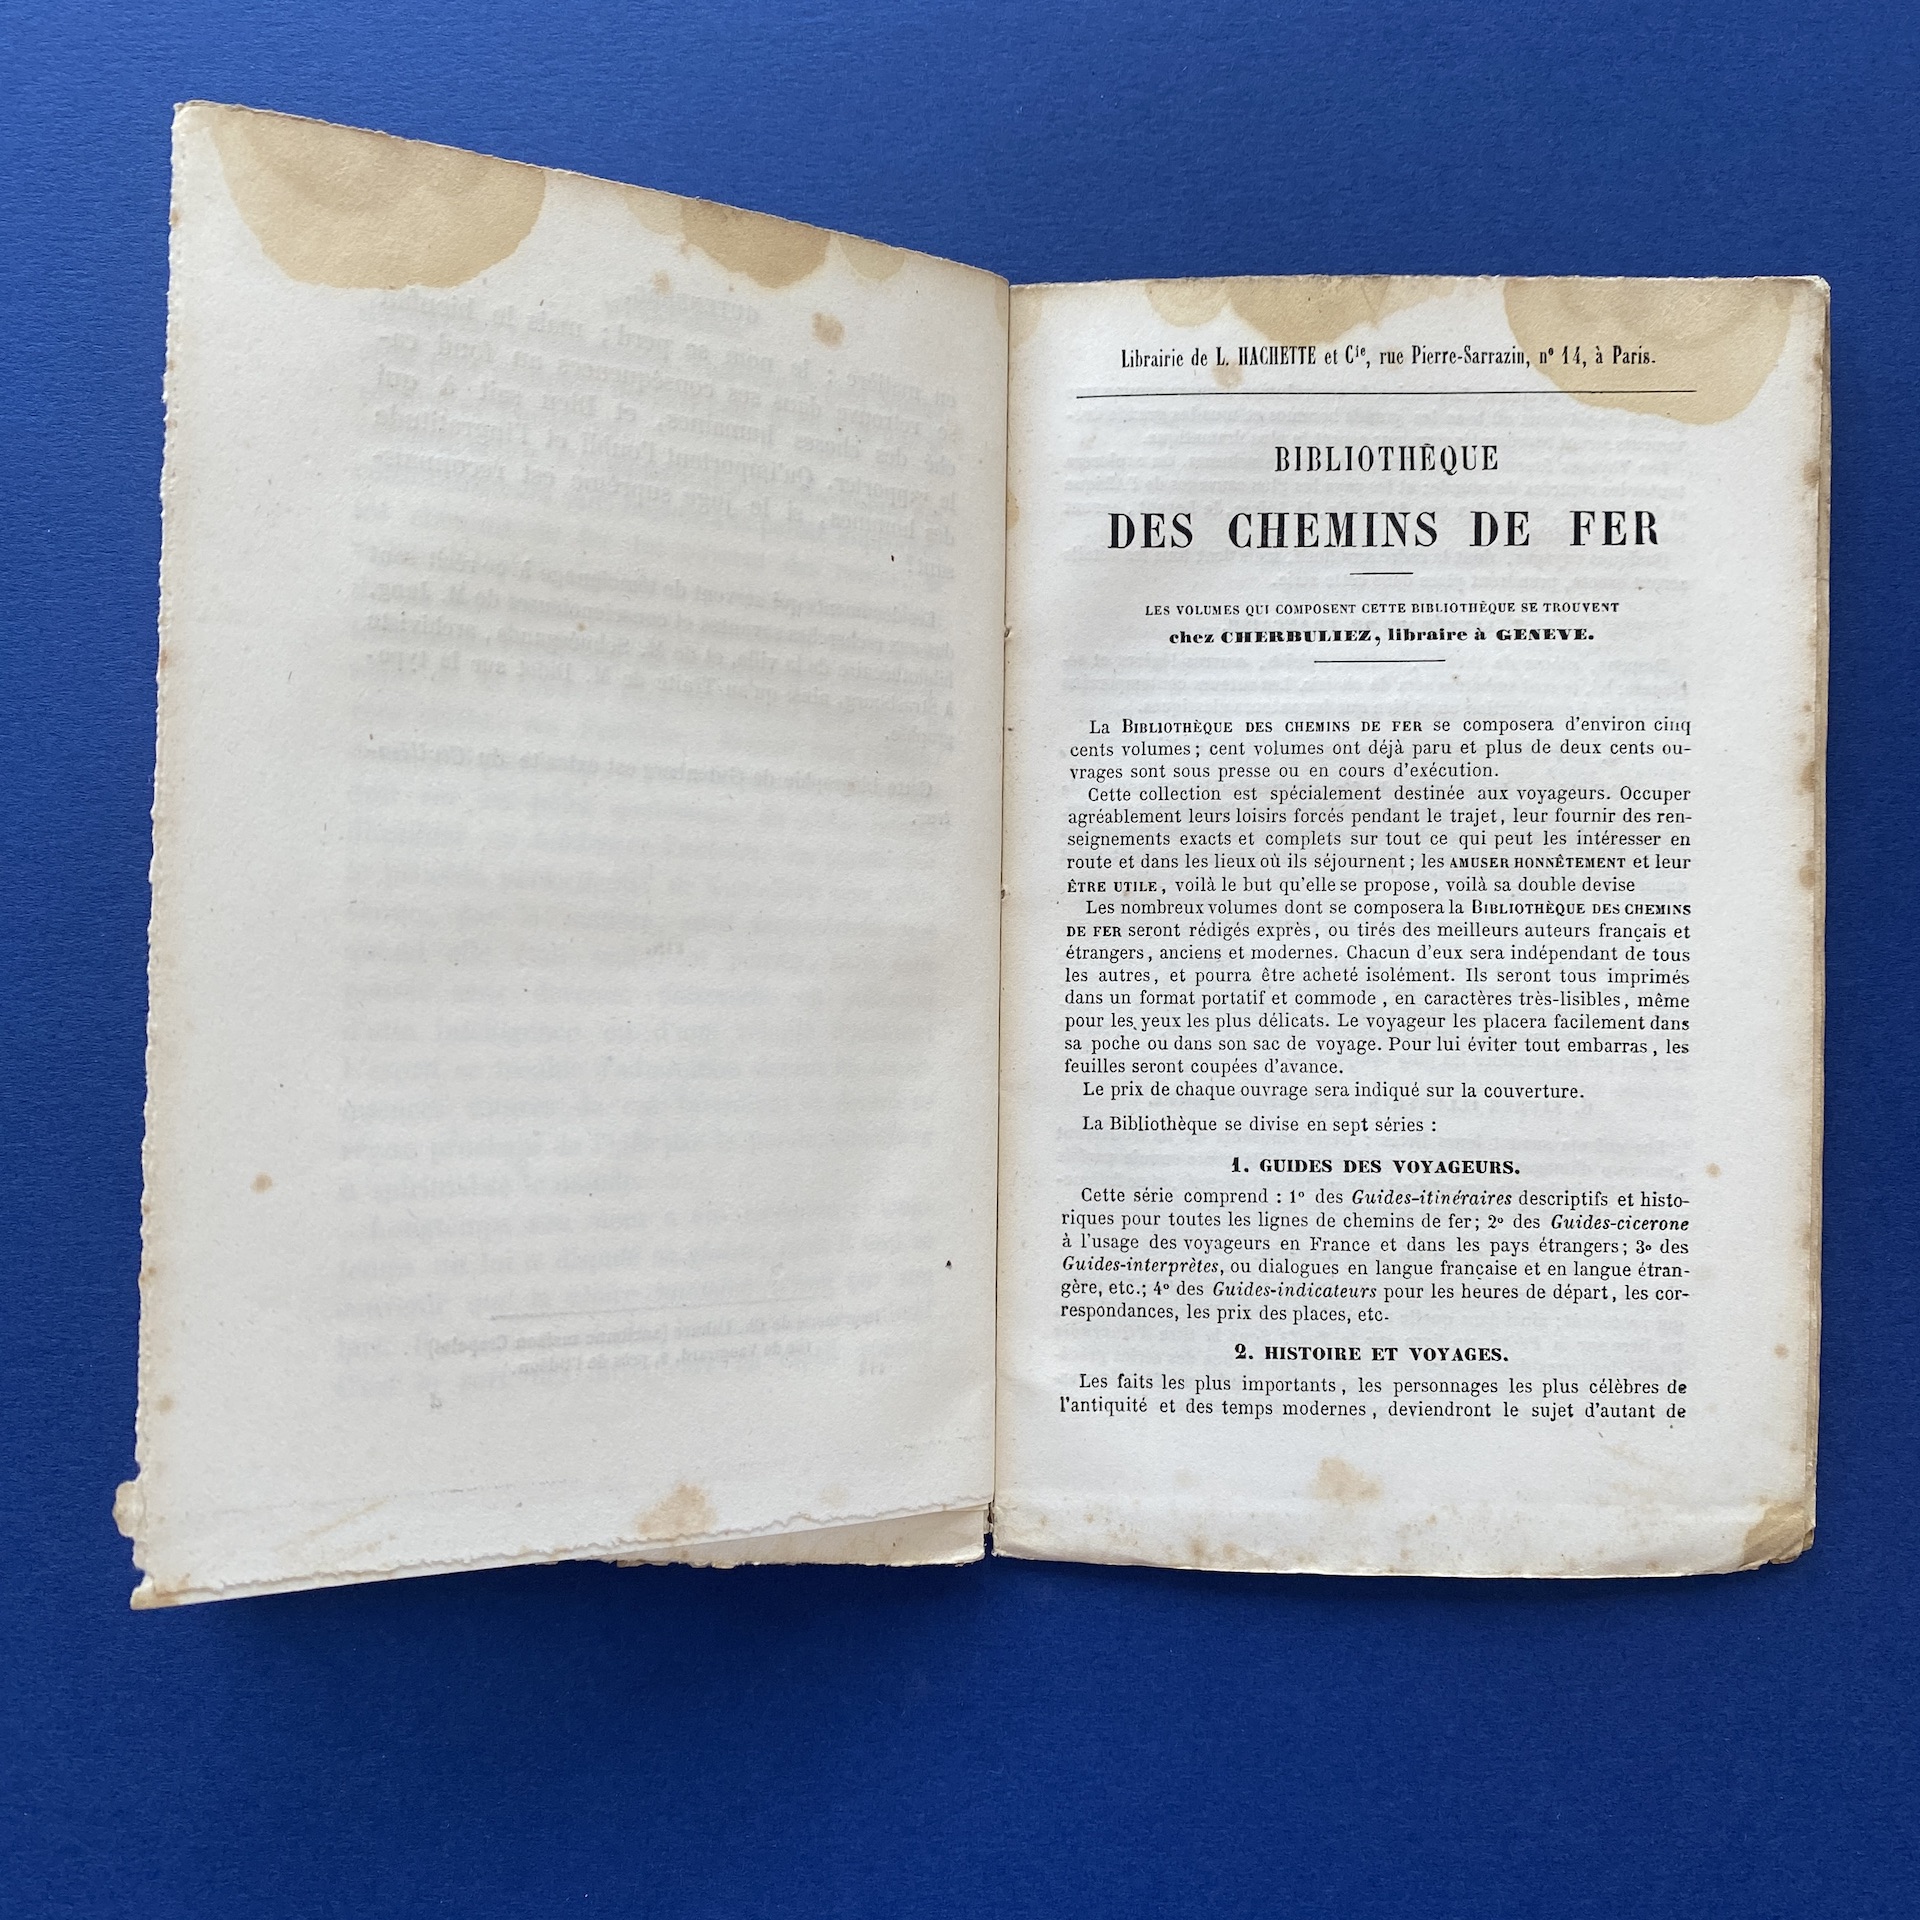 Librairie de L. HACHETTE et Cie, rue Pierre-Sarrazin, nº 14, à Paris.
BIBLIOTHÈQUE
DES CHEMINS DE FER
LES VOLUMES QUI COMPOSENT CETTE BIBLIOTHÈQUE SE TROUVENT
chez CHERBULIEZ, libraire à GENEVE.
La BIBLIOTHÈQUE DES CHEMINS DE FER se composera d'environ cinq
cents volumes ; cent volumes ont déjà paru et plus de deux cents ou-
vrages sont sous presse ou en cours d'exécution.
Cette collection est spécialement destinée aux voyageurs. Occuper
agréablement leurs loisirs forcés pendant le trajet, leur fournir des ren-
seignements exacts et complets sur tout ce qui peut les intéresser en
route et dans les lieux où ils séjournent ; les AMUSER HONNÊTEMENT et leur
ÊTRE UTILE, voilà le but qu'elle se propose, voilà sa double devise
Les nombreux volumes dont se composera la BIBLIOTHÈQUE DES CHEMINS
DE FER seront rédigés exprès, ou tirés des meilleurs auteurs français et
étrangers, anciens et modernes. Chacun d'eux sera indépendant de tous
les autres, et pourra être acheté isolément. Ils seront tous imprimés
dans un format portatif et commode, en caractères très-lisibles, même
pour les yeux les plus délicats. Le voyageur les placera facilement dans
sa poche ou dans son sac de voyage. Pour lui éviter tout embarras, les
feuilles seront coupées d'avance.
Le prix de chaque ouvrage sera indiqué sur la couverture.
La Bibliothèque se divise en sept séries :
1. GUIDES DES VOYAGEURS.
Cette série comprend : 1º des Guides-itinéraires descriptifs et histo-
riques pour toutes les lignes de chemins de fer ; 2º des Guides-cicerone
à l'usage des voyageurs en France et dans les pays étrangers ; 3º des
Guides-interprètes, ou dialogues en langue française et en langue étran-
gère, etc.; 4º des Guides-indicateurs pour les heures de départ, les cor-
respondances, les prix des places, etc.
2. HISTOIRE ET VOYAGES.
Les faits les plus importants, les personnages les plus célèbres de
l'antiquité et des temps modernes, deviendront le sujet d'autant de